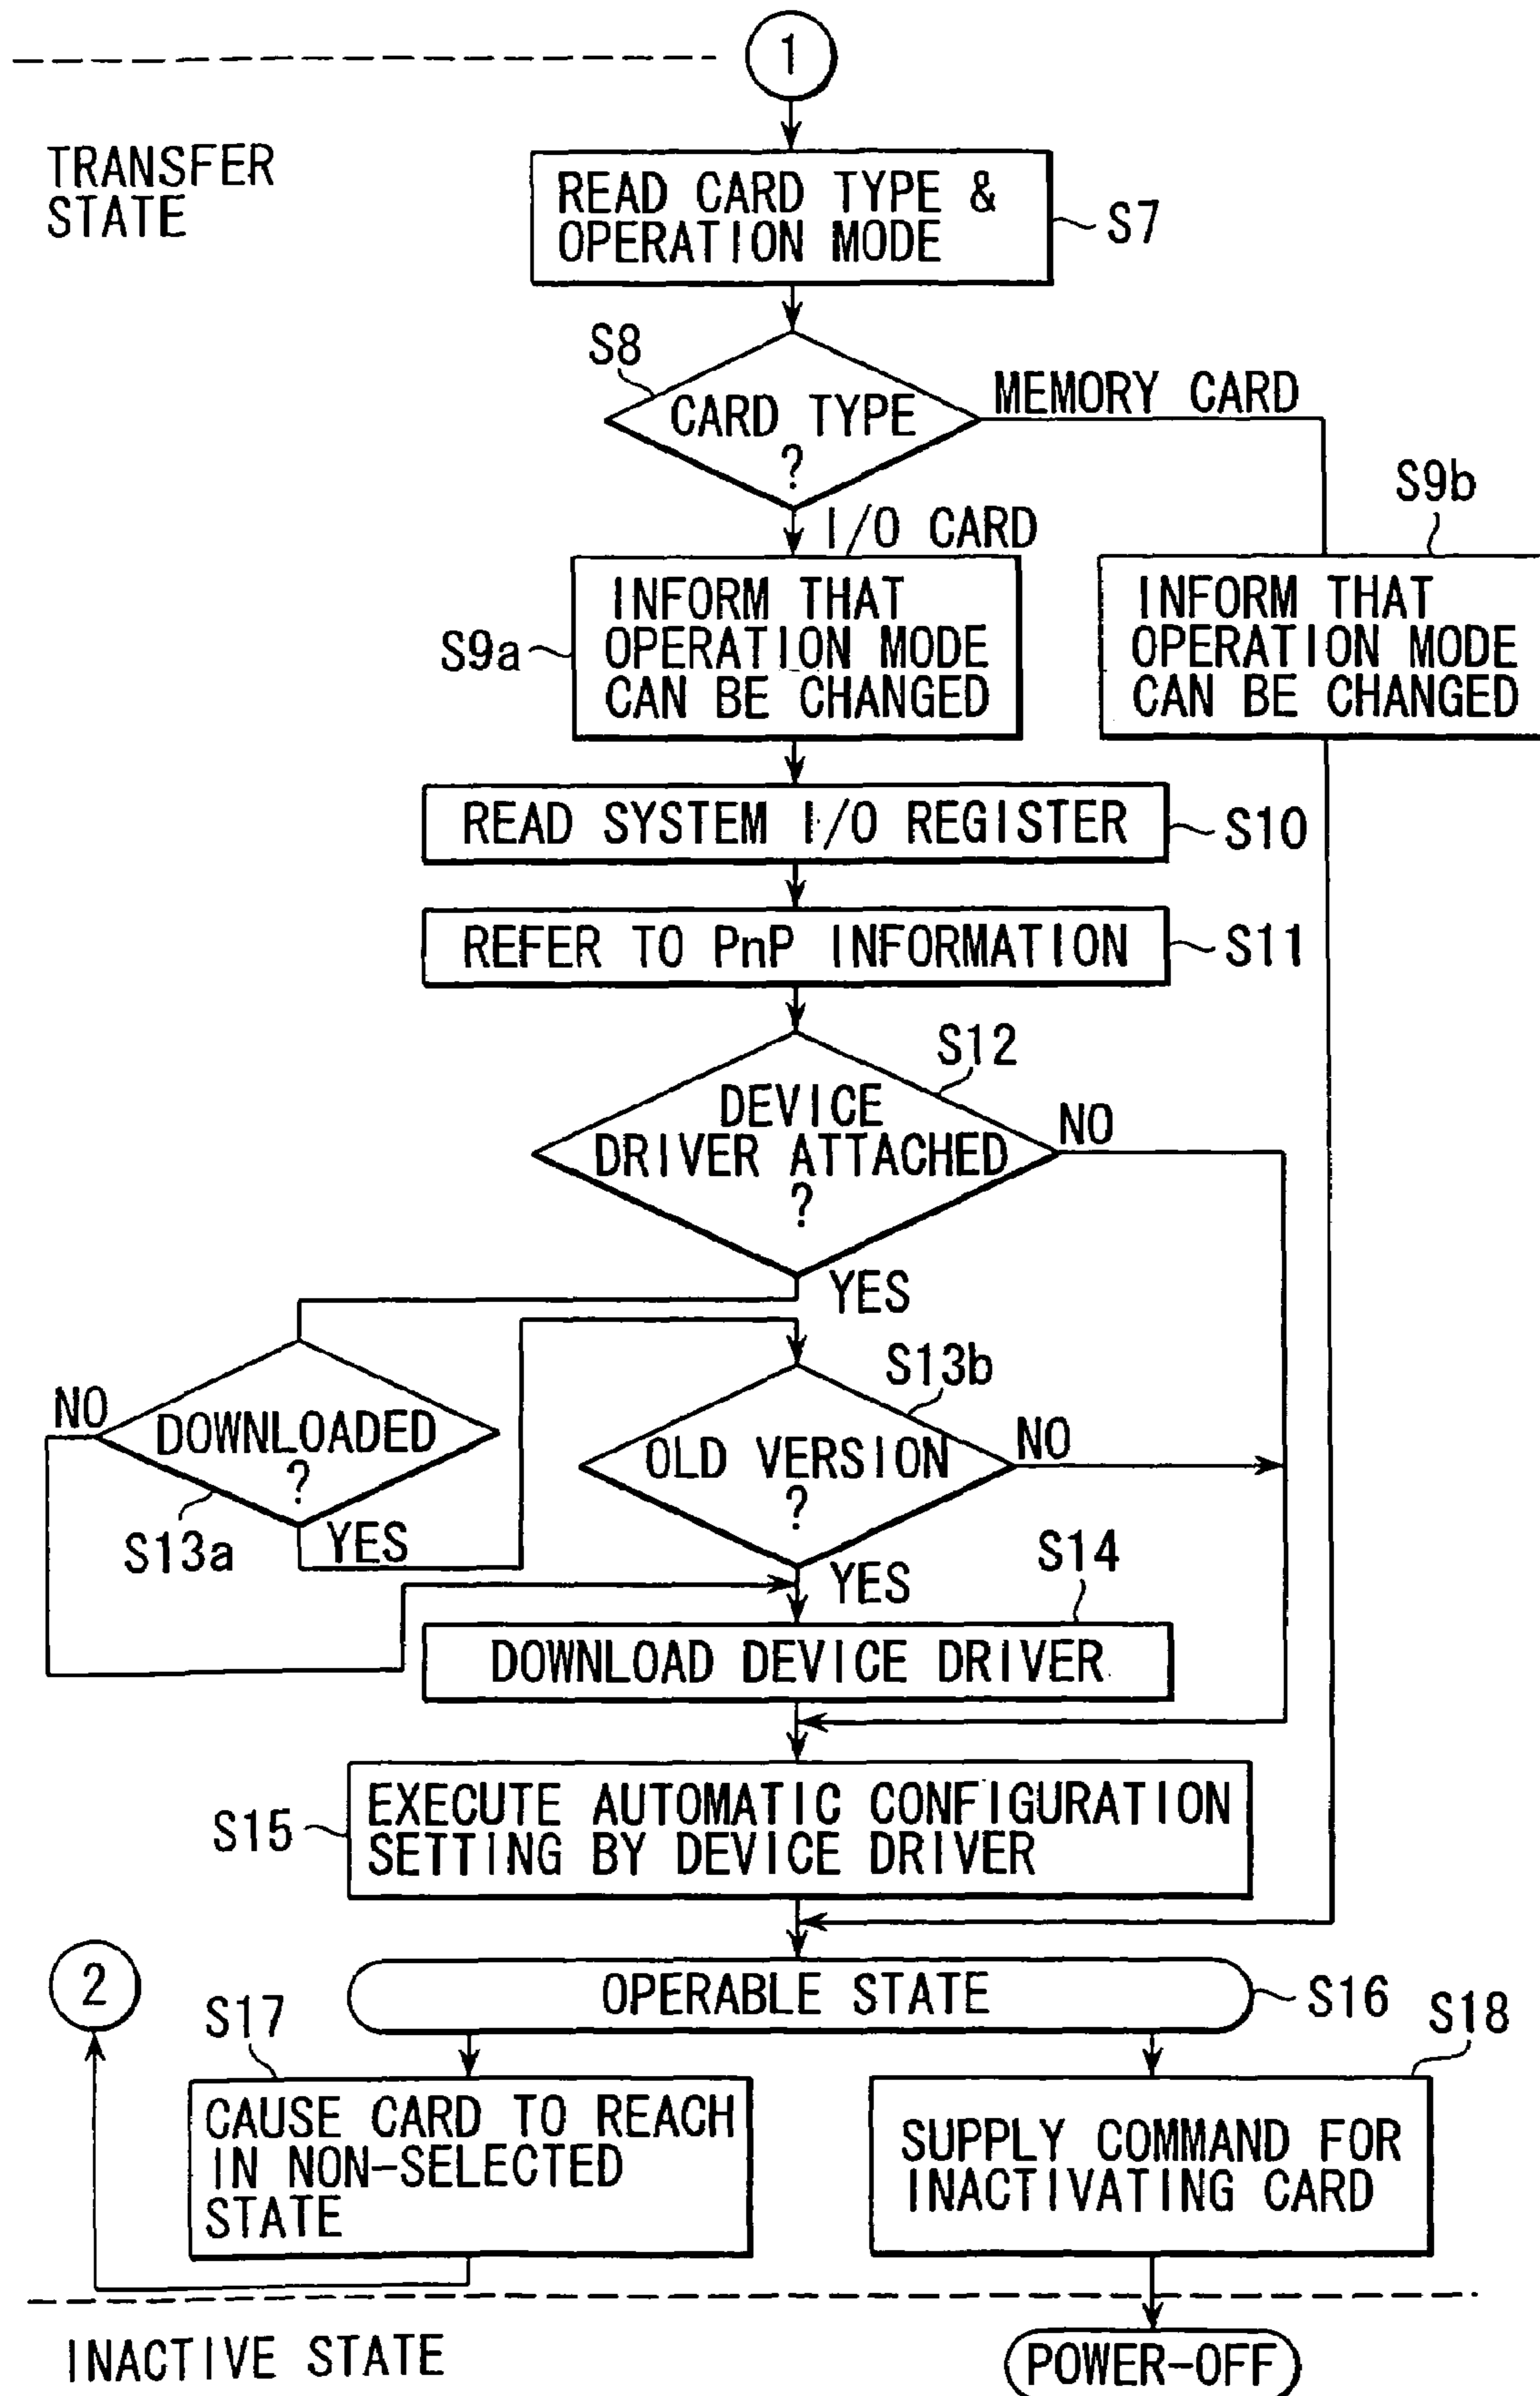 1
TRANSFER
STATE
READ CARD TYPE &
OPERATION MODE
S7
S8
CARD TYPE
?
MEMORY CARD
I/O CARD
S9b
INFORM THAT
OPERATION MODE
CAN BE CHANGED
S9a
INFORM THAT
OPERATION MODE
CAN BE CHANGED
READ SYSTEM I/O REGISTER
S10
REFER TO PnP INFORMATION
S11
S12
DEVICE
DRIVER ATTACHED
?
NO
YES
NO
DOWNLOADED
?
S13a
YES
S13b
OLD VERSION
?
NO
YES
S14
DOWNLOAD DEVICE DRIVER
S15
EXECUTE AUTOMATIC CONFIGURATION
SETTING BY DEVICE DRIVER
2
OPERABLE STATE
S16
S17
S18
CAUSE CARD TO REACH
IN NON-SELECTED
STATE
SUPPLY COMMAND FOR
INACTIVATING CARD
INACTIVE STATE
POWER-OFF